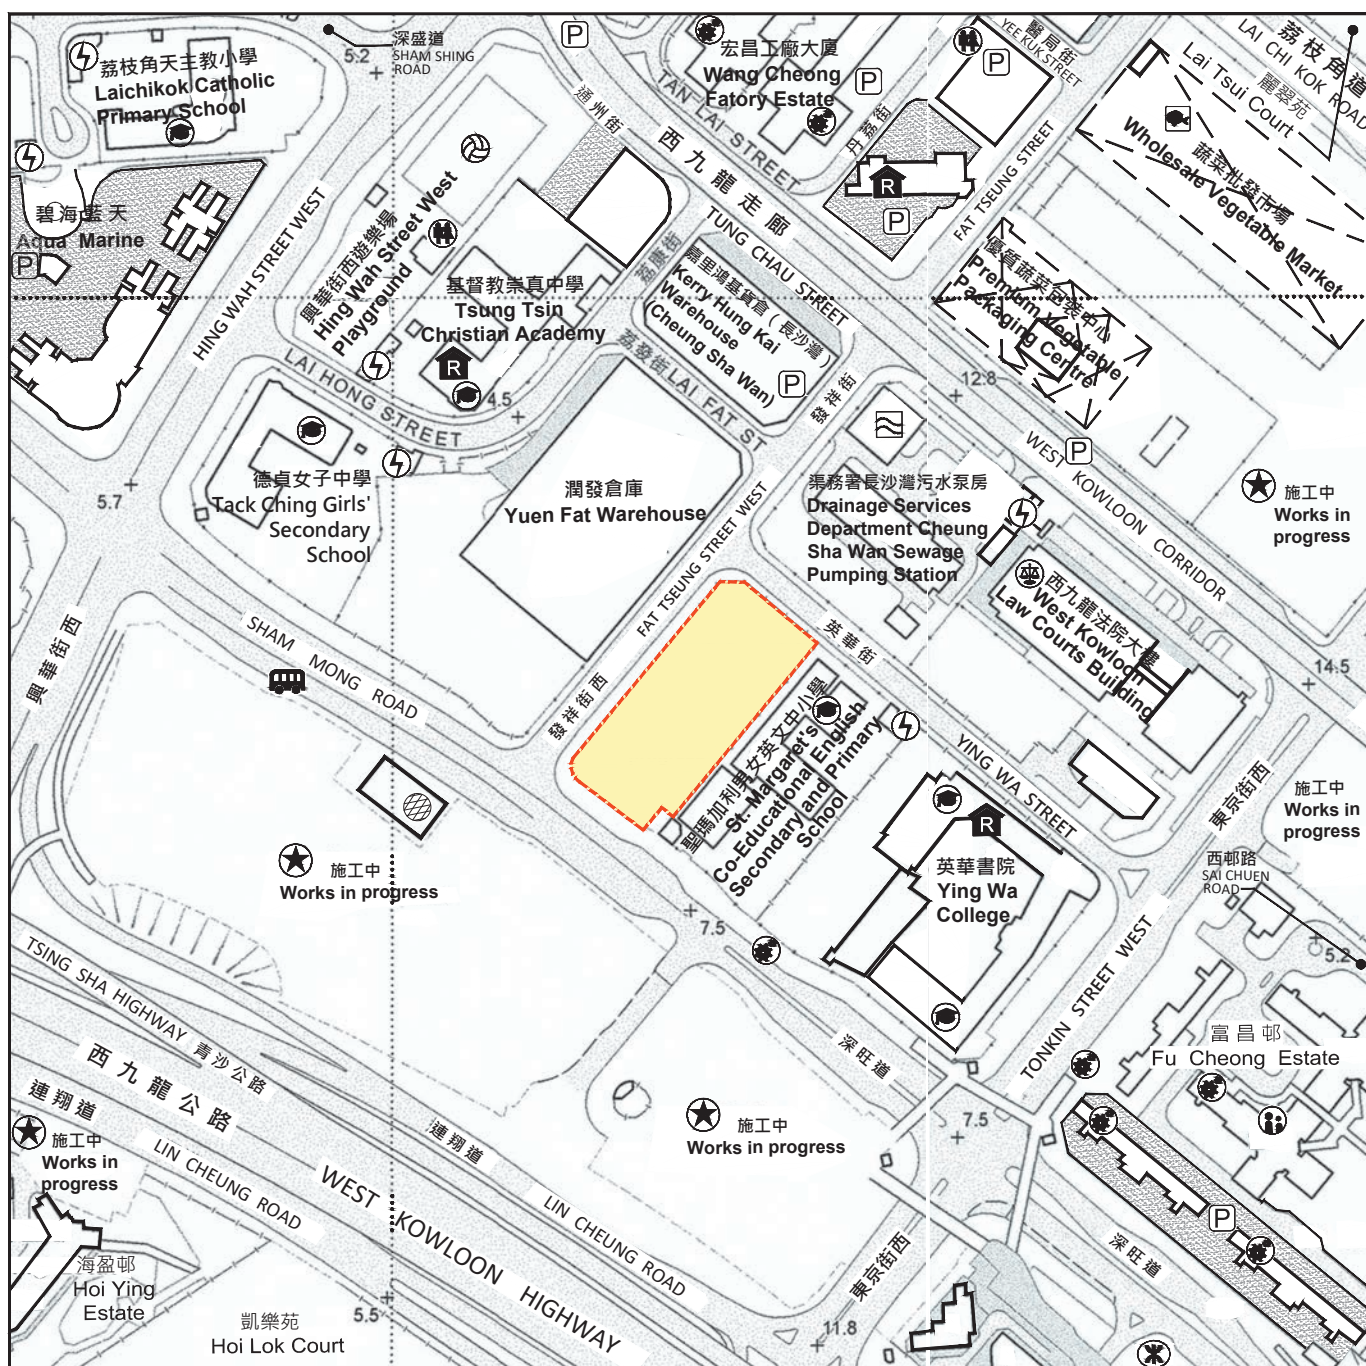 深盛道
SHAM SHING
ROAD
5.2
荔枝角天主教小學
Laichikok Catholic
Primary School
宏昌工廠大廈
Wang Cheong
Fatory Estate
醫局街
YEE KUK STREET
荔枝角道
LAI CHI KOK ROAD
麗翠苑
Lai Tsui Court
通州街
TAN LAI STREET
丹荔街
西九龍走廊
蔬菜批發市場
Wholesale Vegetable Market
碧海藍天
Aqua Marine
HING WAH STREET WEST
興華街西遊樂場
Hing Wah Street West
Playground
基督教崇真中學
Tsung Tsin
Christian Academy
荔康街
TUNG CHAU STREET
FAT TSEUNG STREET
嘉里鴻基貨倉（長沙灣）
Kerry Hung Kai
Warehouse
(Cheung Sha Wan)
優質蔬菜包裝中心
Premium Vegetable
Packaging Centre
荔發街
LAI FAT ST
LAI HONG STREET
4.5
發祥街
12.8
WEST KOWLOON CORRIDOR
德貞女子中學
Tack Ching Girls'
Secondary
School
5.7
潤發倉庫
Yuen Fat Warehouse
渠務署長沙灣污水泵房
Drainage Services
Department Cheung
Sha Wan Sewage
Pumping Station
施工中
Works in
progress
西九龍法院大樓
West Kowloon
Law Courts Building
FAT TSEUNG STREET WEST
發祥街西
英華街
14.5
興華街西
SHAM MONG ROAD
聖瑪加利男女英文中小學
St. Margaret's
Co-Educational English
Secondary and Primary
School
YING WA STREET
東京街西
施工中
Works in
progress
施工中
Works in progress
英華書院
Ying Wa
College
西邨路
SAI CHUEN
ROAD
7.5
5.2
TSING SHA HIGHWAY 青沙公路
TONKIN STREET WEST
富昌邨
Fu Cheong Estate
深旺道
西九龍公路
連翔道
施工中
Works in
progress
施工中
Works in progress
7.5
連翔道
LIN CHEUNG ROAD
WEST KOWLOON HIGHWAY
LIN CHEUNG ROAD
東京街西
深旺道
海盈邨
Hoi Ying
Estate
凱樂苑
Hoi Lok Court
5.5
11.8
P
P
P
P
P
P
P
P
R
R
R